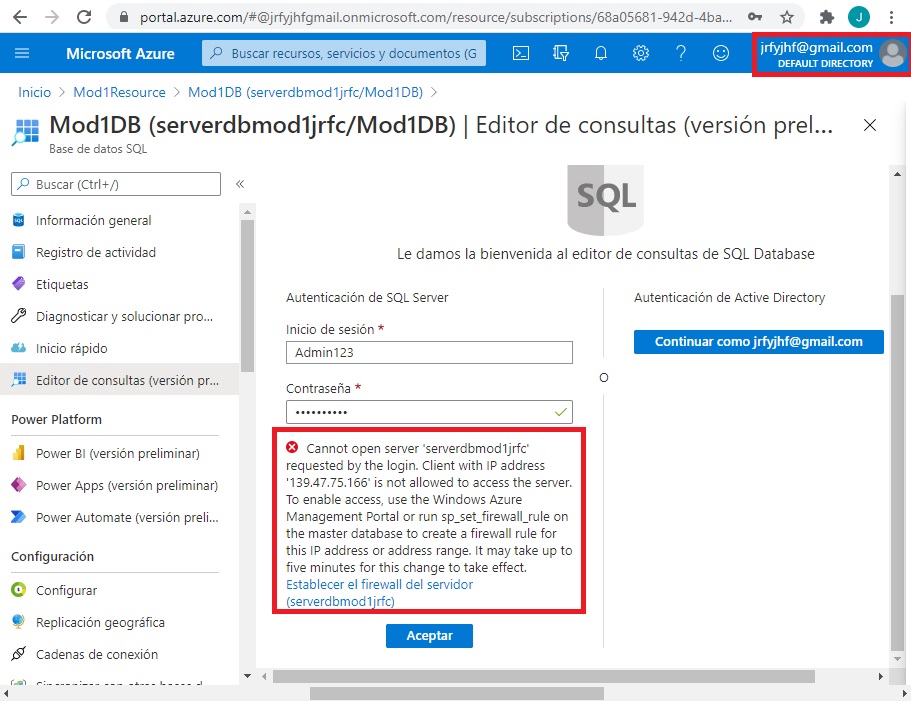 portal.azure.com/#@jrfyjhfgmail.onmicrosoft.com/resource/subscriptions/68a05681-942d-4ba...
J
Microsoft Azure
Buscar recursos, servicios y documentos (G
jrfyjhf@gmail.com
DEFAULT DIRECTORY
Inicio > Mod1Resource > Mod1DB (serverdbmod1jrfc/Mod1DB) >
Mod1DB (serverdbmod1jrfc/Mod1DB) | Editor de consultas (versión prel...
Base de datos SQL
Buscar (Ctrl+/)
«
Información general
Registro de actividad
Etiquetas
Diagnosticar y solucionar pro...
Inicio rápido
Editor de consultas (versión pr...
Power Platform
Power BI (versión preliminar)
Power Apps (versión preliminar)
Power Automate (versión preli...
Configuración
Configurar
Replicación geográfica
Cadenas de conexión
SQL
Le damos la bienvenida al editor de consultas de SQL Database
Autenticación de SQL Server
Inicio de sesión *
Admin123
Contraseña *
••••••••••
Cannot open server 'serverdbmod1jrfc'
requested by the login. Client with IP address
'139.47.75.166' is not allowed to access the server.
To enable access, use the Windows Azure
Management Portal or run sp_set_firewall_rule on
the master database to create a firewall rule for
this IP address or address range. It may take up to
five minutes for this change to take effect.
Establecer el firewall del servidor
(serverdbmod1jrfc)
Aceptar
O
Autenticación de Active Directory
Continuar como jrfyjhf@gmail.com